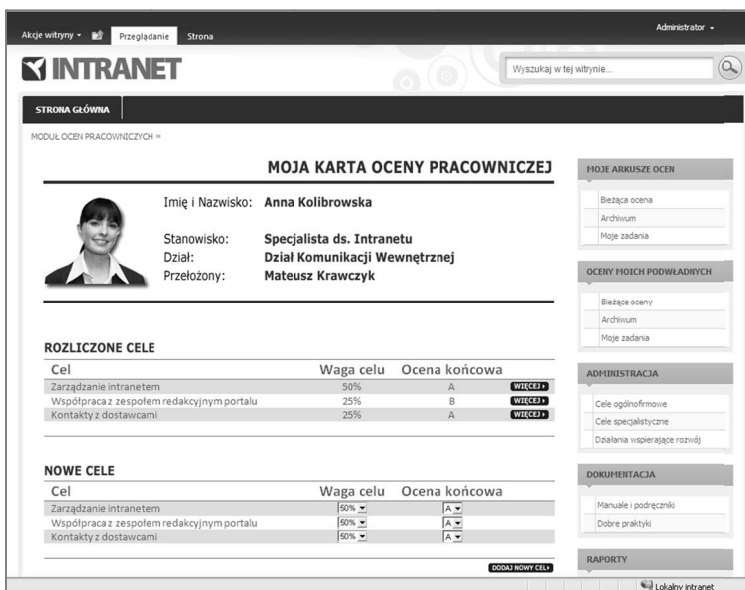 Administrator
Akcje witryny
Przeglądanie
Strona
INTRANET
Wyszukaj w tej witrynie...
STRONA GŁÓWNA
MODUŁ OCEN PRACOWNICZYCH »
MOJA KARTA OCENY PRACOWNICZEJ
Imię i Nazwisko: Anna Kolibrowska
Stanowisko: Specjalista ds. Intranetu
Dział: Dział Komunikacji Wewnętrznej
Przełożony: Mateusz Krawczyk
ROZLICZONE CELE
Cel Waga celu Ocena końcowa
Zarządzanie intranetem 50% A WIĘCEJ
Współpraca z zespołem redakcyjnym portalu 25% B WIĘCEJ
Kontakty z dostawcami 25% A WIĘCEJ
NOWE CELE
Cel Waga celu Ocena końcowa
Zarządzanie intranetem 50% A
Współpraca z zespołem redakcyjnym portalu 50% A
Kontakty z dostawcami 50% A
DODAJ NOWY CEL
MOJE ARKUSZE OCEN
Bieżąca ocena
Archiwum
Moje zadania
OCENY MOICH PODWŁADNYCH
Bieżące oceny
Archiwum
Moje zadania
ADMINISTRACJA
Cele ogólnofirmowe
Cele specjalistyczne
Działania wspierające rozwój
DOKUMENTACJA
Manuale i podręczniki
Dobre praktyki
RAPORTY
Lokalny intranet